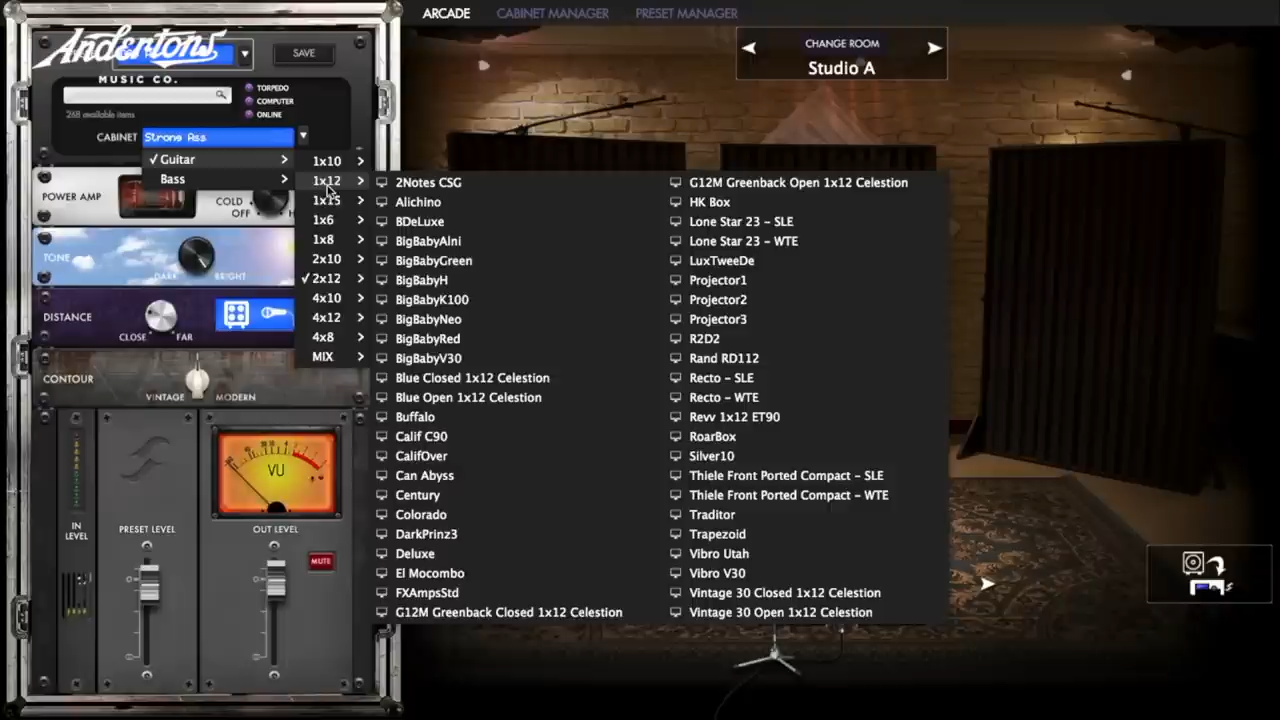 ARCADE CABINET MANAGER PRESET MANAGER
Andertons
MUSIC CO.
SAVE
CHANGE ROOM
Studio A
TORPEDO
COMPUTER
ONLINE
268 available items
CABINET Strong Ass
Guitar
Bass
POWER AMP
COLD
OFF
TONE
DARK BRIGHT
DISTANCE
CLOSE FAR
CONTOUR
VINTAGE MODERN
VU
IN LEVEL
PRESET LEVEL
OUT LEVEL
MUTE
1x10
1x12
1x15
1x6
1x8
2x10
2x12
4x10
4x12
4x8
MIX
2Notes CSG
Alichino
BDeLuxe
BigBabyAlni
BigBabyGreen
BigBabyH
BigBabyK100
BigBabyNeo
BigBabyRed
BigBabyV30
Blue Closed 1x12 Celestion
Blue Open 1x12 Celestion
Buffalo
Calif C90
CalifOver
Can Abyss
Century
Colorado
DarkPrinz3
Deluxe
El Mocombo
FXAmpsStd
G12M Greenback Closed 1x12 Celestion
G12M Greenback Open 1x12 Celestion
HK Box
Lone Star 23 - SLE
Lone Star 23 - WTE
LuxTweeDe
Projector1
Projector2
Projector3
R2D2
Rand RD112
Recto - SLE
Recto - WTE
Revv 1x12 ET90
RoarBox
Silver10
Thiele Front Ported Compact - SLE
Thiele Front Ported Compact - WTE
Traditor
Trapezoid
Vibro Utah
Vibro V30
Vintage 30 Closed 1x12 Celestion
Vintage 30 Open 1x12 Celestion